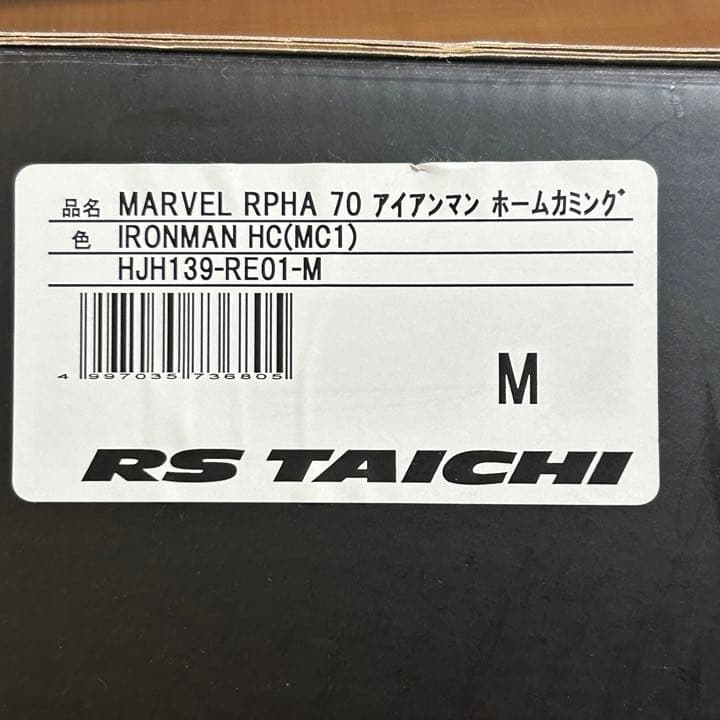 品名 MARVEL RPHA 70 アイアンマン ホームカミング
色 IRONMAN HC(MC1)
HJH139-RE01-M
4 997035 736805
M
RS TAICHI